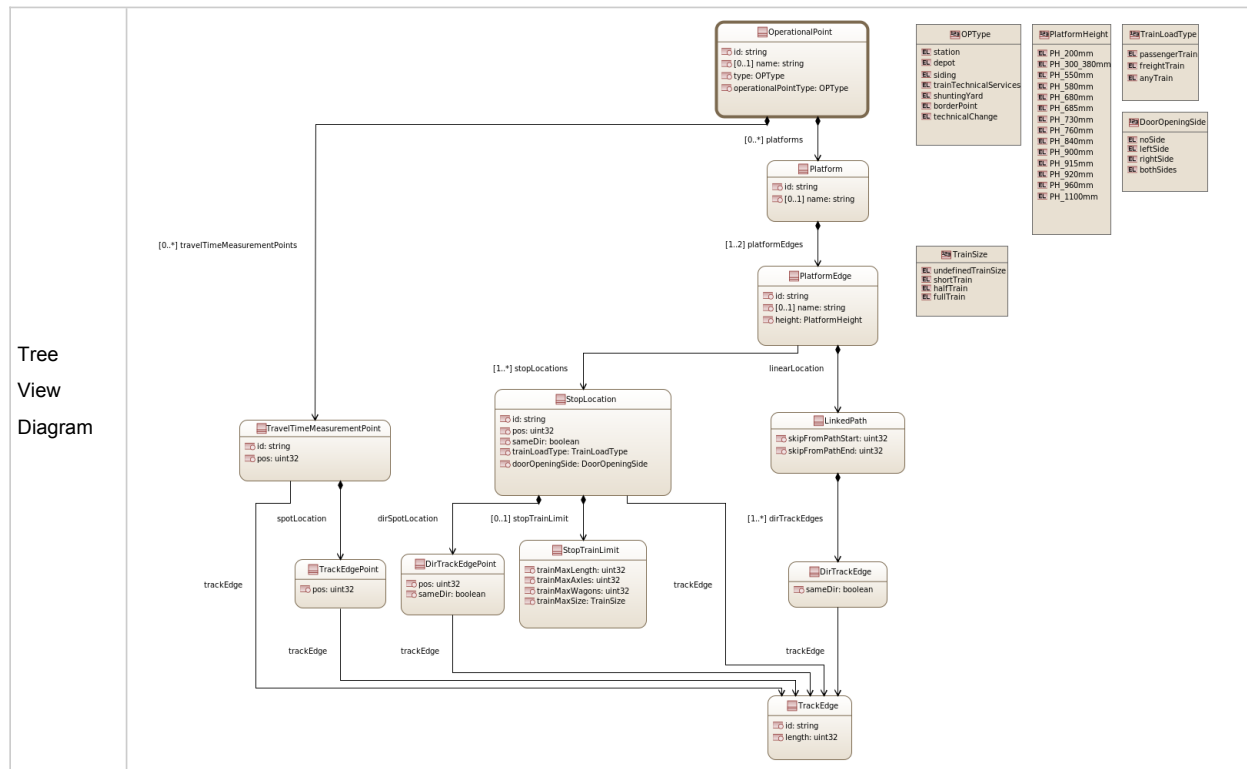 Tree
View
Diagram
OperationalPoint
id: string
[0..1] name: string
type: OPType
operationalPointType: OPType
OPType
station
depot
siding
trainTechnicalServices
shuntingYard
borderPoint
technicalChange
PlatformHeight
PH_200mm
PH_300_380mm
PH_550mm
PH_580mm
PH_680mm
PH_685mm
PH_730mm
PH_760mm
PH_840mm
PH_900mm
PH_915mm
PH_920mm
PH_960mm
PH_1100mm
TrainLoadType
passengerTrain
freightTrain
anyTrain
DoorOpeningSide
noSide
leftSide
rightSide
bothSides
[0..*] platforms
Platform
id: string
[0..1] name: string
[0..*] travelTimeMeasurementPoints
[1..2] platformEdges
TrainSize
undefinedTrainSize
shortTrain
halfTrain
fullTrain
PlatformEdge
id: string
[0..1] name: string
height: PlatformHeight
[1..*] stopLocations
linearLocation
StopLocation
id: string
pos: uint32
sameDir: boolean
trainLoadType: TrainLoadType
doorOpeningSide: DoorOpeningSide
TravelTimeMeasurementPoint
id: string
pos: uint32
LinkedPath
skipFromPathStart: uint32
skipFromPathEnd: uint32
spotLocation
dirSpotLocation
[0..1] stopTrainLimit
[1..*] dirTrackEdges
TrackEdgePoint
pos: uint32
DirTrackEdgePoint
pos: uint32
sameDir: boolean
StopTrainLimit
trainMaxLength: uint32
trainMaxAxles: uint32
trainMaxWagons: uint32
trainMaxSize: TrainSize
DirTrackEdge
sameDir: boolean
trackEdge
trackEdge
trackEdge
trackEdge
trackEdge
TrackEdge
id: string
length: uint32